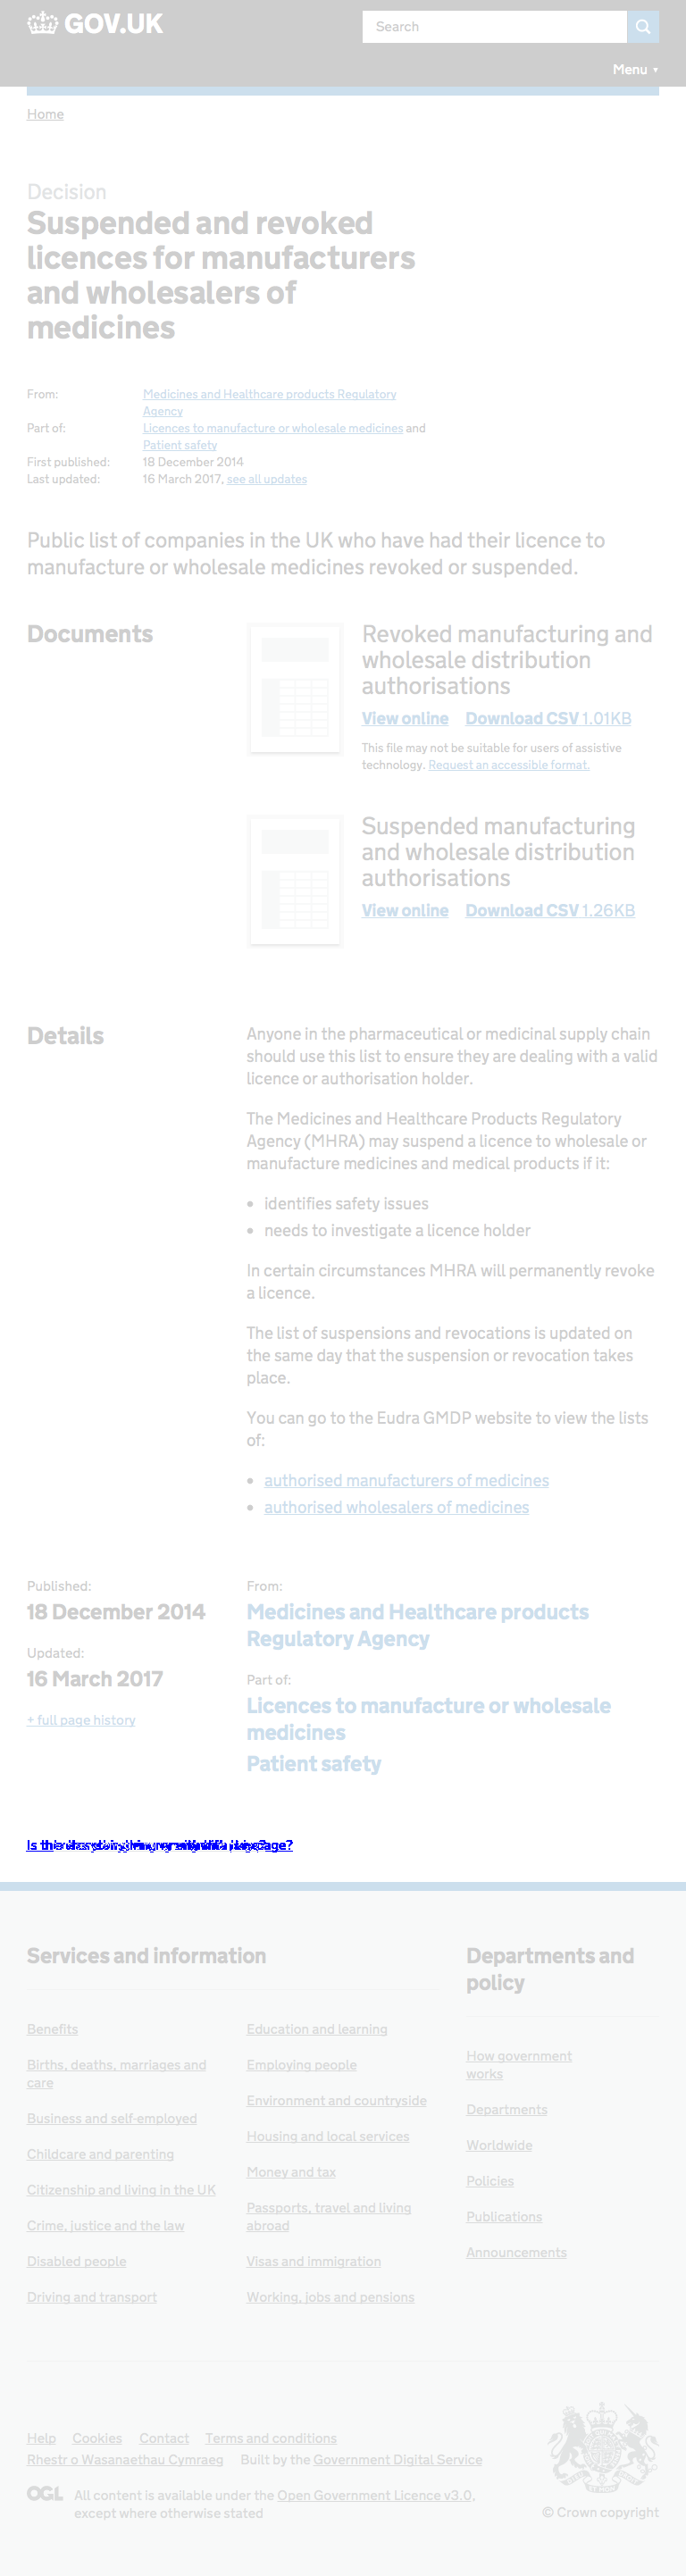 GOV.UK
Search
Menu ▼
Home
Decision
Suspended and revoked
licences for manufacturers
and wholesalers of
medicines
From: Medicines and Healthcare products Regulatory
Agency
Part of: Licences to manufacture or wholesale medicines and
Patient safety
First published: 18 December 2014
Last updated: 16 March 2017, see all updates
Public list of companies in the UK who have had their licence to
manufacture or wholesale medicines revoked or suspended.
Documents
Revoked manufacturing and
wholesale distribution
authorisations
View online Download CSV 1.01KB
This file may not be suitable for users of assistive
technology. Request an accessible format.
Suspended manufacturing
and wholesale distribution
authorisations
View online Download CSV 1.26KB
Details
Anyone in the pharmaceutical or medicinal supply chain
should use this list to ensure they are dealing with a valid
licence or authorisation holder.
The Medicines and Healthcare Products Regulatory
Agency (MHRA) may suspend a licence to wholesale or
manufacture medicines and medical products if it:
• identifies safety issues
• needs to investigate a licence holder
In certain circumstances MHRA will permanently revoke
a licence.
The list of suspensions and revocations is updated on
the same day that the suspension or revocation takes
place.
You can go to the Eudra GMDP website to view the lists
of:
• authorised manufacturers of medicines
• authorised wholesalers of medicines
Published:
18 December 2014
Updated:
16 March 2017
+ full page history
From:
Medicines and Healthcare products
Regulatory Agency
Part of:
Licences to manufacture or wholesale
medicines
Patient safety
Services and information
Benefits
Births, deaths, marriages and
care
Business and self-employed
Childcare and parenting
Citizenship and living in the UK
Crime, justice and the law
Disabled people
Driving and transport
Education and learning
Employing people
Environment and countryside
Housing and local services
Money and tax
Passports, travel and living
abroad
Visas and immigration
Working, jobs and pensions
Departments and
policy
How government
works
Departments
Worldwide
Policies
Publications
Announcements
Help Cookies Contact Terms and conditions
Rhestr o Wasanaethau Cymraeg Built by the Government Digital Service
OGL All content is available under the Open Government Licence v3.0,
except where otherwise stated
© Crown copyright